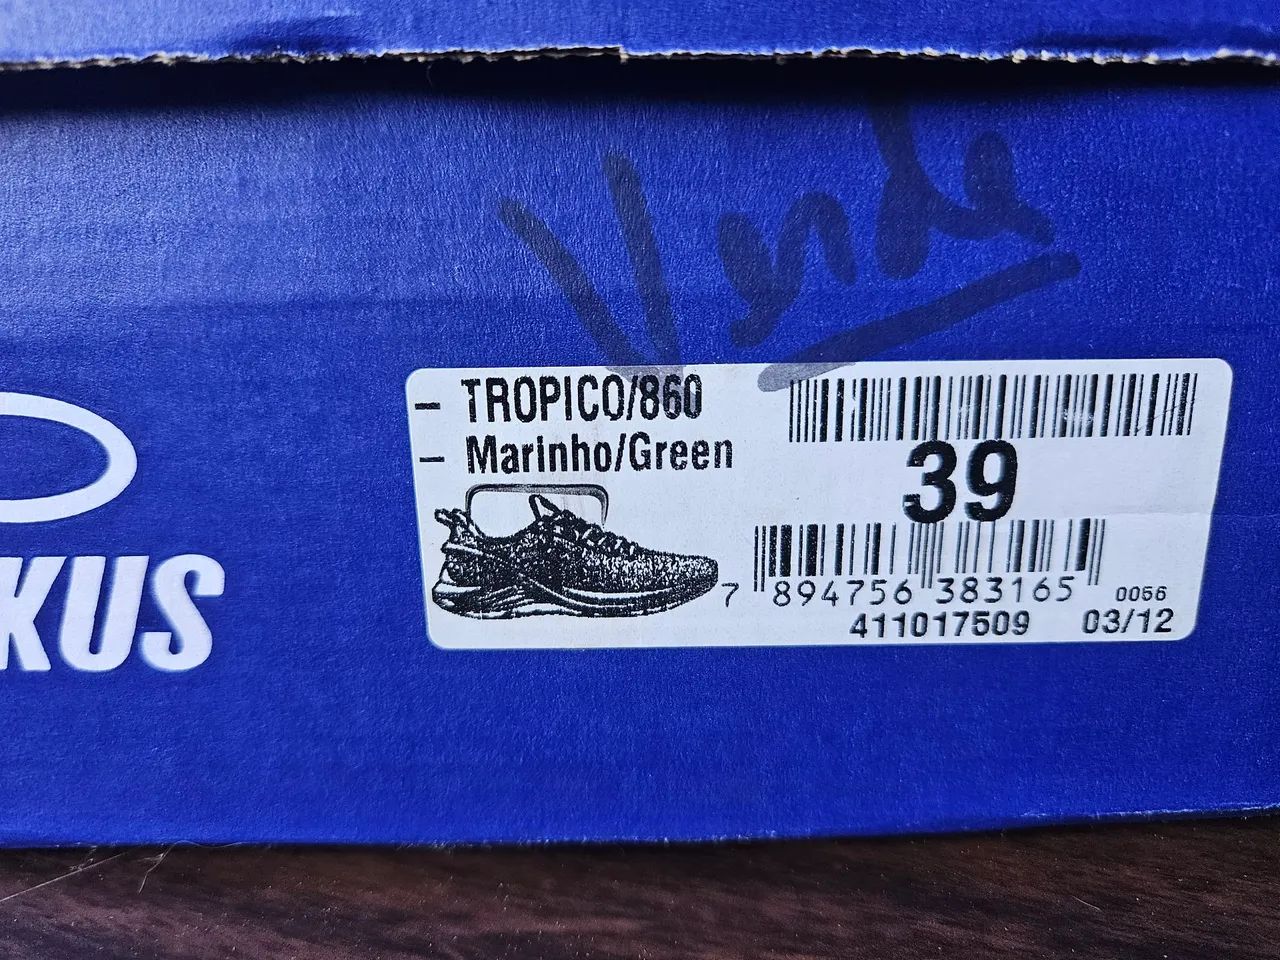 Verde
TROPICO/860
Marinho/Green
39
KUS
7 894756 383165
0056
411017509 03/12